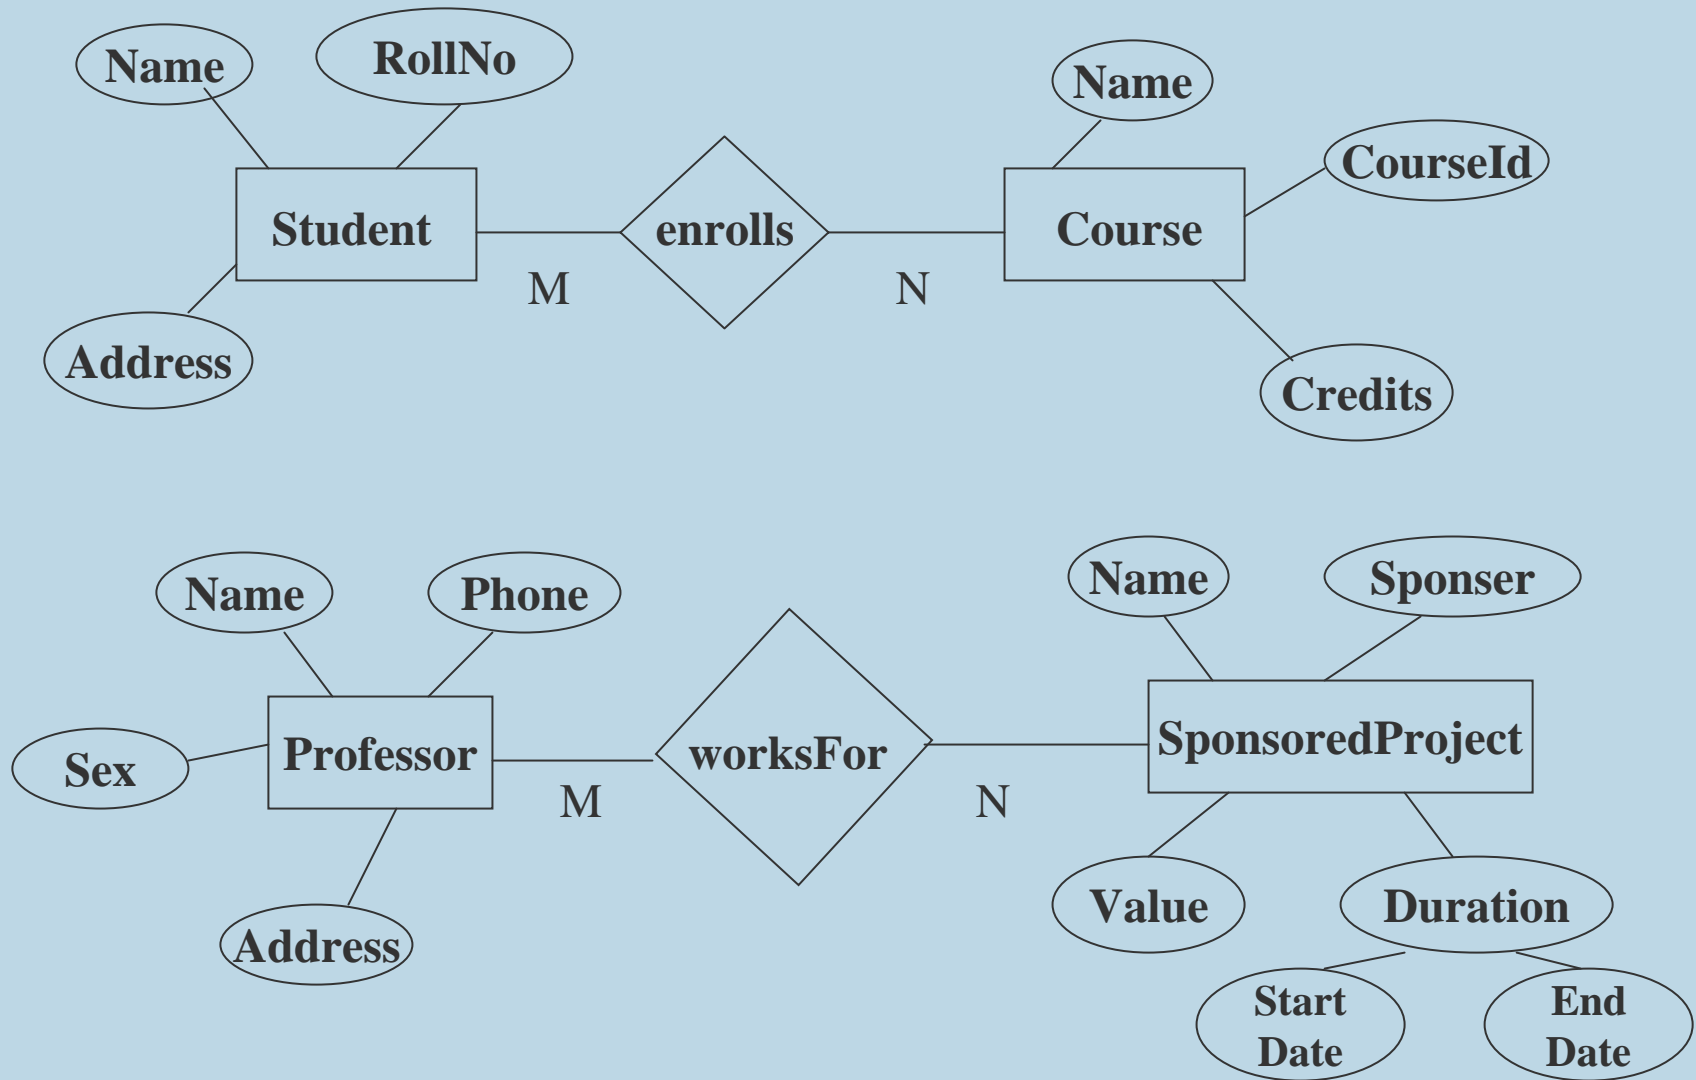 Name
RollNo
Name
CourseId
Student
enrolls
Course
M
N
Address
Credits
Name
Phone
Name
Sponser
Sex
Professor
worksFor
SponsoredProject
M
N
Address
Value
Duration
Start
Date
End
Date